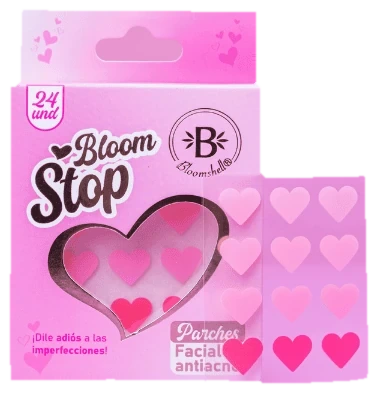 24
und
Bloom
Stop
B
Bloomshell®
¡Dile adiós a las
imperfecciones!
Parches
Facial
antiacn